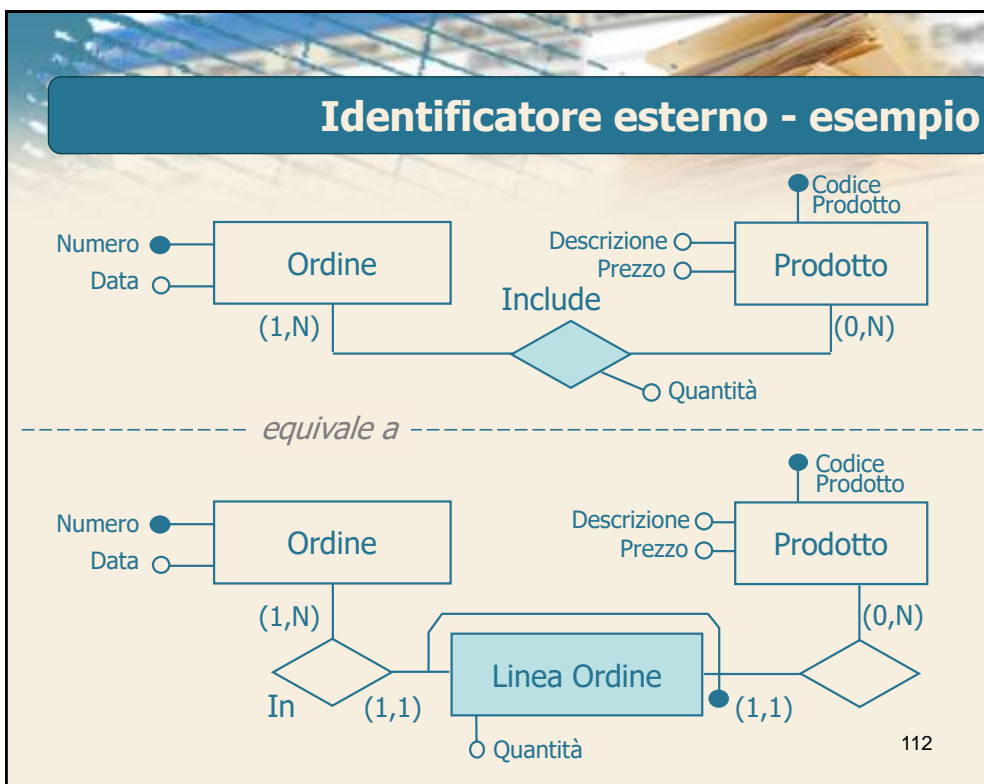 Identificatore esterno - esempio
Codice
Prodotto
Numero
Data
Ordine
Descrizione
Prezzo
Prodotto
Include
(1,N)
(0,N)
Quantità
equivale a
Codice
Prodotto
Numero
Data
Ordine
Descrizione
Prezzo
Prodotto
(1,N)
(0,N)
Linea Ordine
In
(1,1)
(1,1)
Quantità
112